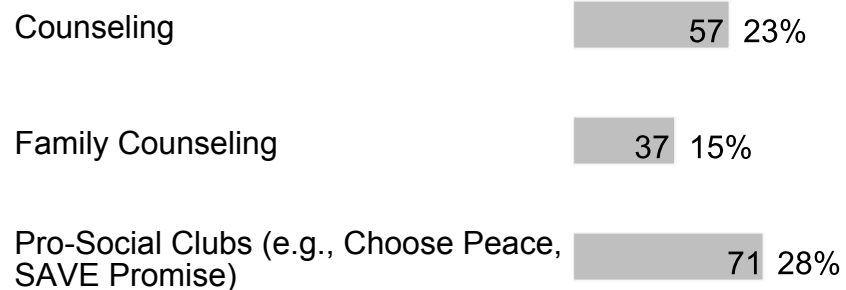 Counseling 57 23%
Family Counseling 37 15%
Pro-Social Clubs (e.g., Choose Peace,
SAVE Promise) 71 28%